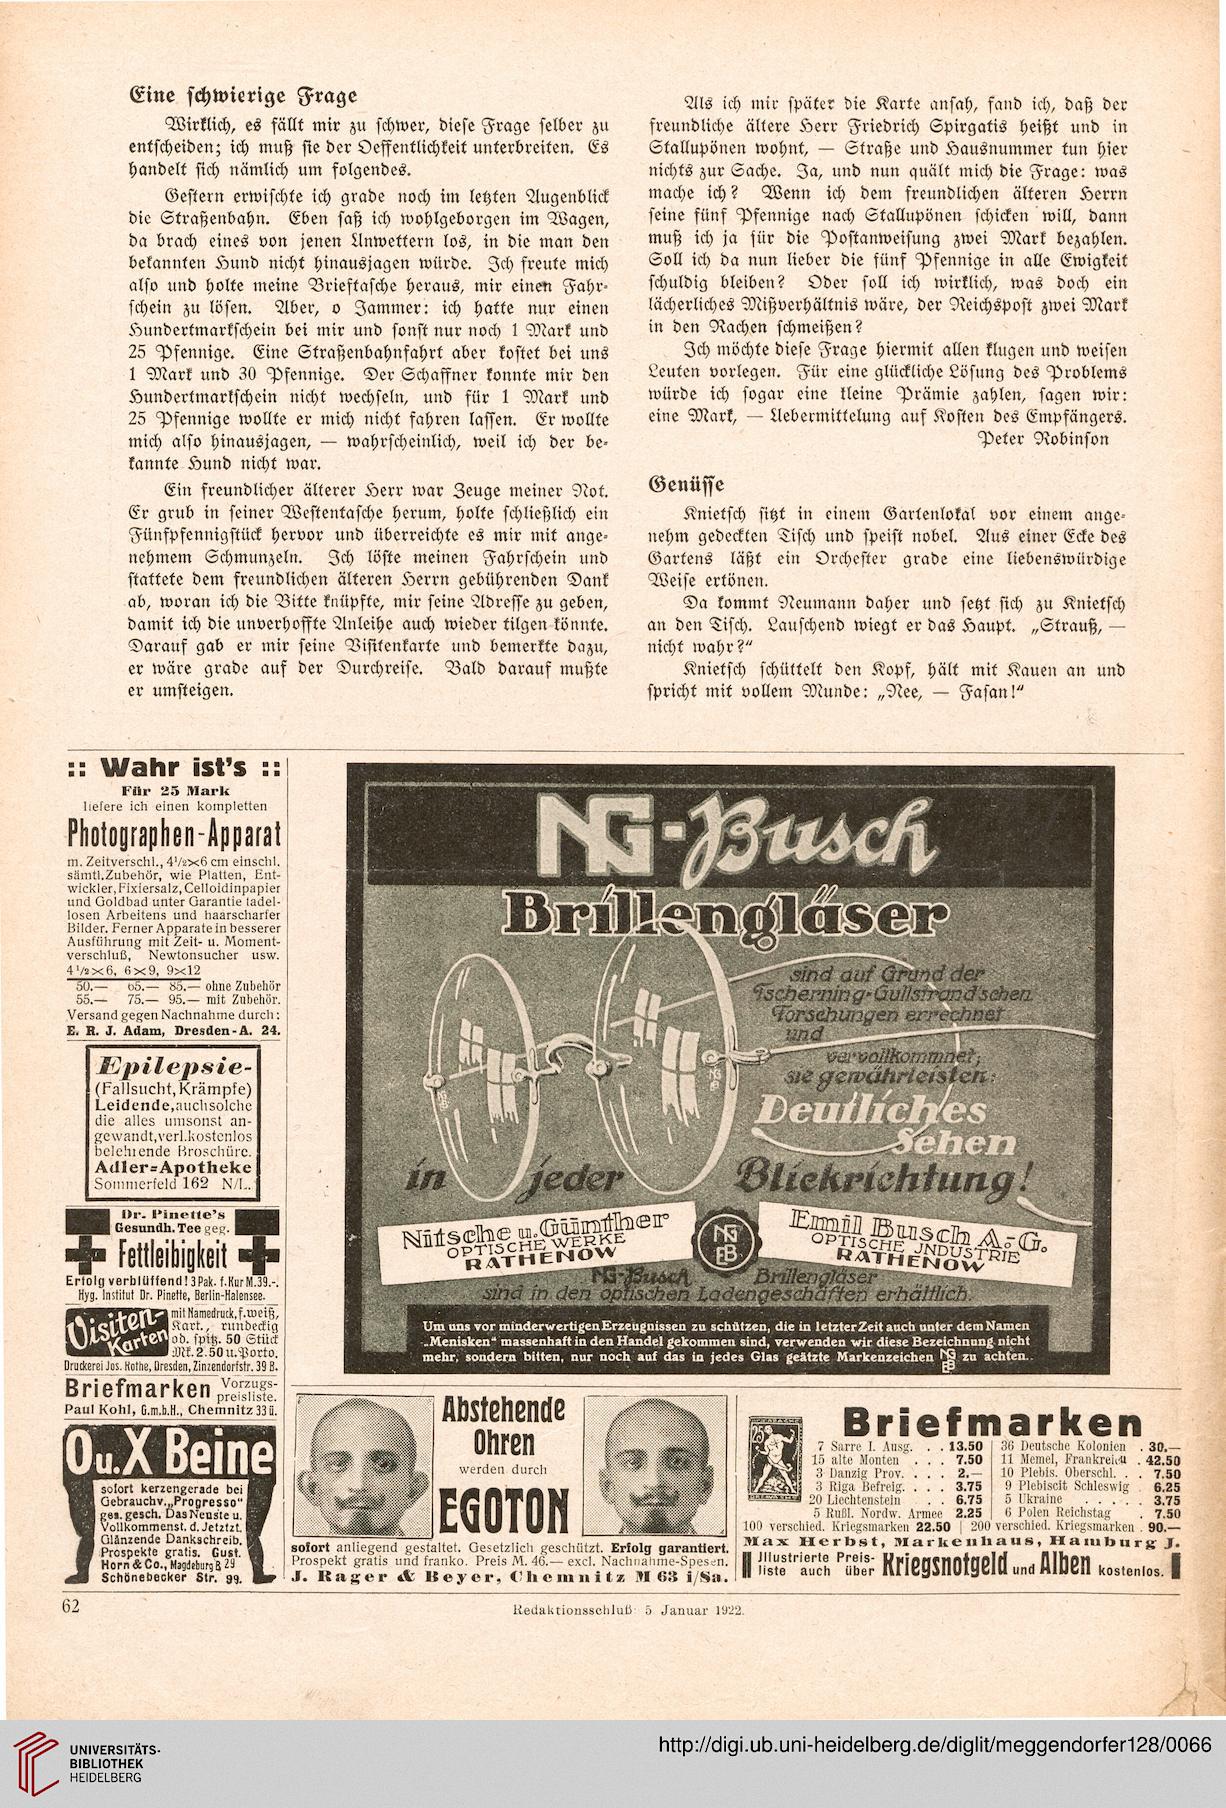 Eine schwierige Frage
Wirklich, es fällt mir zu schwer, diese Frage selber zu
entscheiden; ich muß sie der Oeffentlichkeit unterbreiten. Es
handelt sich nämlich um folgendes.
Gestern erwischte ich grade noch im letzten Augenblick
die Straßenbahn. Eben saß ich wohlgeborgen im Wagen,
da brach eines von jenen Unwettern los, in die man den
bekannten Hund nicht hinausjagen würde. Ich freute mich
also und holte meine Brieftasche heraus, mir einen Fahr-
schein zu lösen. Aber, o Jammer: ich hatte nur einen
Hundertmarkschein bei mir und sonst nur noch 1 Mark und
25 Pfennige. Eine Straßenbahnfahrt aber kostet bei uns
1 Mark und 30 Pfennige. Der Schaffner konnte mir den
Hundertmarkschein nicht wechseln, und für 1 Mark und
25 Pfennige wollte er mich nicht fahren lassen. Er wollte
mich also hinausjagen, — wahrscheinlich, weil ich der be-
kannte Hund nicht war.
Ein freundlicher älterer Herr war Zeuge meiner Not.
Er grub in seiner Westentasche herum, holte schließlich ein
Fünfpfennigstück hervor und überreichte es mir mit ange-
nehmem Schmunzeln. Ich löste meinen Fahrschein und
stattete dem freundlichen älteren Herrn gebührenden Dank
ab, woran ich die Bitte knüpfte, mir seine Adresse zu geben,
damit ich die unverhoffte Anleihe auch wieder tilgen könnte.
Darauf gab er mir seine Visitenkarte und bemerkte dazu,
er wäre grade auf der Durchreise. Bald darauf mußte
er umsteigen.
Als ich mir später die Karte ansah, fand ich, daß der
freundliche ältere Herr Friedrich Spirgatis heißt und in
Stallupönen wohnt, — Straße und Hausnummer tun hier
nichts zur Sache. Ja, und nun quält mich die Frage: was
mache ich? Wenn ich dem freundlichen älteren Herrn
seine fünf Pfennige nach Stallupönen schicken will, dann
muß ich ja für die Postanweisung zwei Mark bezahlen.
Soll ich da nun lieber die fünf Pfennige in alle Ewigkeit
schuldig bleiben? Oder soll ich wirklich, was doch ein
lächerliches Mißverhältnis wäre, der Reichspost zwei Mark
in den Rachen schmeißen?
Ich möchte diese Frage hiermit allen klugen und weisen
Leuten vorlegen. Für eine glückliche Lösung des Problems
würde ich sogar eine kleine Prämie zahlen, sagen wir:
eine Mark, — Uebermittelung auf Kosten des Empfängers.
Peter Robinson
Genüsse
Knietsch sitzt in einem Gartenlokal vor einem ange-
nehm gedeckten Tisch und speist nobel. Aus einer Ecke des
Gartens läßt ein Orchester grade eine liebenswürdige
Weise ertönen.
Da kommt Neumann daher und setzt sich zu Knietsch
an den Tisch. Lauschend wiegt er das Haupt. „Strauß, —
nicht wahr?“
Knietsch schüttelt den Kopf, hält mit Kauen an und
spricht mit vollem Munde: „Nee, — Fasan!“
:: Wahr ist's ::
Für 25 Mark
liefere ich einen kompletten
Photographen-Apparat
m. Zeitverschl., 4½×6 cm einschl.
sämtl. Zubehör, wie Platten, Ent-
wickler, Fixiersalz, Celloidinpapier
und Goldbad unter Garantie tadel-
losen Arbeitens und haarscharfer
Bilder. Ferner Apparate in besserer
Ausführung mit Zeit- u. Moment-
verschluß, Newtonsucher usw.
4½×6, 6×9, 9×12
50.— 65.— 85.— ohne Zubehör
55.— 75.— 95.— mit Zubehör.
Versand gegen Nachnahme durch:
E. R. J. Adam, Dresden-A. 24.
Epilepsie-
(Fallsucht, Krämpfe)
Leidende, auch solche
die alles umsonst an-
gewandt, verl. kostenlos
belehrende Broschüre.
Adler-Apotheke
Sommerfeld 162 N/L.
Dr. Pinette's
Gesundh. Tee geg.
Fettleibigkeit
Erfolg verblüffend! 3 Pak. f. Kur M. 39.-.
Hyg. Institut Dr. Pinette, Berlin-Halensee.
Visiten-
Karten
mit Namedruck, f. weiß,
Kart., rundeckig
od. spitz. 50 Stück
Mk. 2.50 u. Porto.
Druckerei Jos. Rothe, Dresden, Zinzendorfstr. 39 B.
Briefmarken Vorzugs-
preisliste.
Paul Kohl, G.m.b.H., Chemnitz 33 ü.
O u. X Beine
sofort kerzengerade bei
Gebrauch v. „Progresso“
ges. gesch. Das Neuste u.
Vollkommenst. d. Jetztzt.
Glänzende Dankschreib.
Prospekte gratis. Gust.
Horn & Co., Magdeburg B 29
Schönebecker Str. 99.
NG-Busch
Brillengläser
sind auf Grund der
Tscherning-Gullstrand'schen
Forschungen errechnet
und
vervollkommnet;
sie gewährleisten:
Deutliches
Sehen
in jeder Blickrichtung!
Nitsche u. Günther
OPTISCHE WERKE
RATHENOW
NG
EB
Emil Busch A.-G.
OPTISCHE INDUSTRIE
RATHENOW
NG-Busch Brillengläser
sind in den optischen Ladengeschäften erhältlich.
Um uns vor minderwertigen Erzeugnissen zu schützen, die in letzter Zeit auch unter dem Namen
„Menisken“ massenhaft in den Handel gekommen sind, verwenden wir diese Bezeichnung nicht
mehr, sondern bitten, nur noch auf das in jedes Glas geätzte Markenzeichen NG EB zu achten.
Abstehende
Ohren
werden durch
EGOTON
sofort anliegend gestaltet. Gesetzlich geschützt. Erfolg garantiert.
Prospekt gratis und franko. Preis M. 46.— excl. Nachnahme-Spesen.
J. Rager & Beyer, Chemnitz M 63 i/Sa.
Briefmarken
25
7 Sarre I. Ausg. . . 13.50
15 alte Monten . . . 7.50
3 Danzig Prov. . . . 2.—
3 Riga Befreig. . . . 3.75
20 Liechtenstein . . 6.75
5 Rußl. Nordw. Armee 2.25
100 verschied. Kriegsmarken 22.50
36 Deutsche Kolonien . 30.—
11 Memel, Frankreich . 42.50
10 Plebis. Oberschl. . . 7.50
9 Plebiscit Schleswig . 6.25
5 Ukraine . . . . . 3.75
6 Polen Reichstag . 7.50
200 verschied. Kriegsmarken . 90.—
Max Herbst, Markenhaus, Hamburg J.
Illustrierte Preis-
liste auch über Kriegsnotgeld und Alben kostenlos.
62
Redaktionsschluß: 5. Januar 1922.
UNIVERSITÄTS-
BIBLIOTHEK
HEIDELBERG
http://digi.ub.uni-heidelberg.de/diglit/meggendorfer128/0066